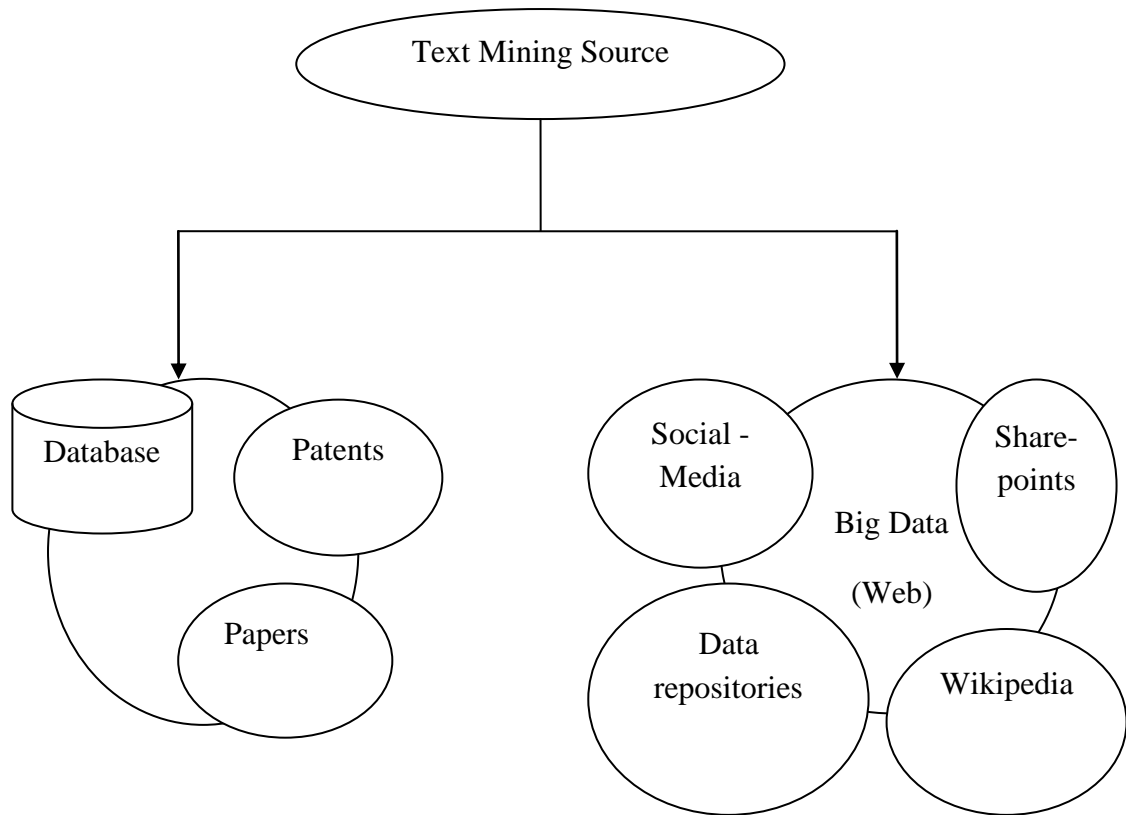 Text Mining Source
Database
Patents
Papers
Social -
Media
Share-
points
Big Data
(Web)
Data
repositories
Wikipedia